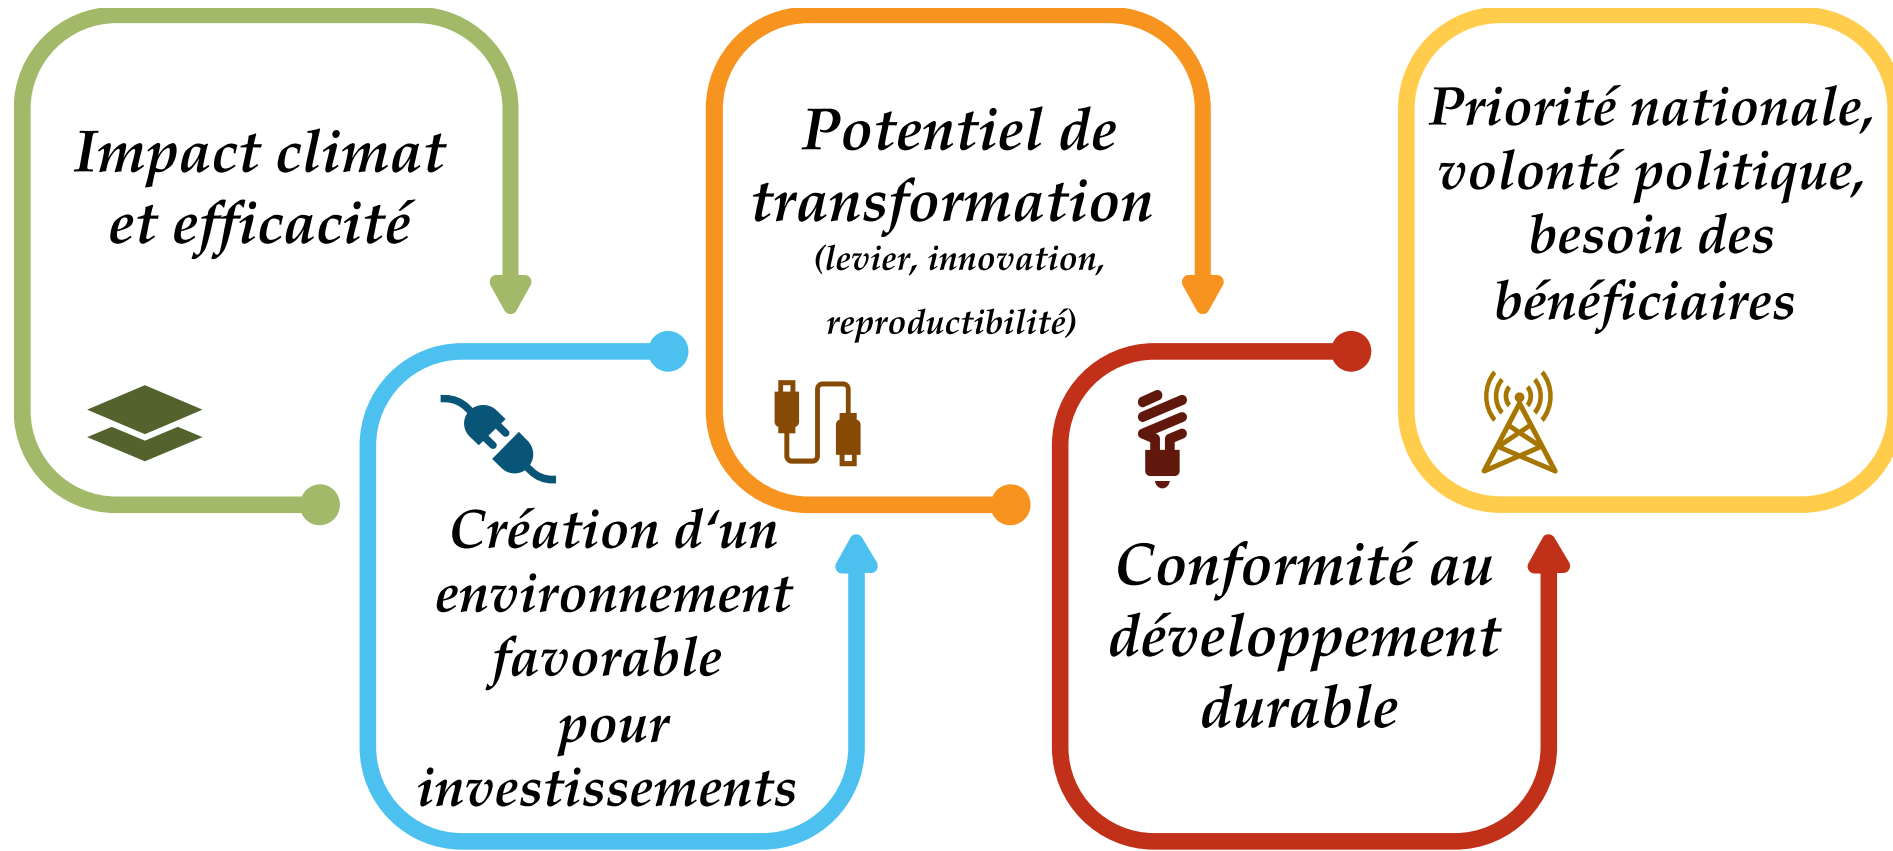 Impact climat
et efficacité
Création d‘un
environnement
favorable
pour
investissements
Potentiel de
transformation
(levier, innovation,
reproductibilité)
Conformité au
développement
durable
Priorité nationale,
volonté politique,
besoin des
bénéficiaires